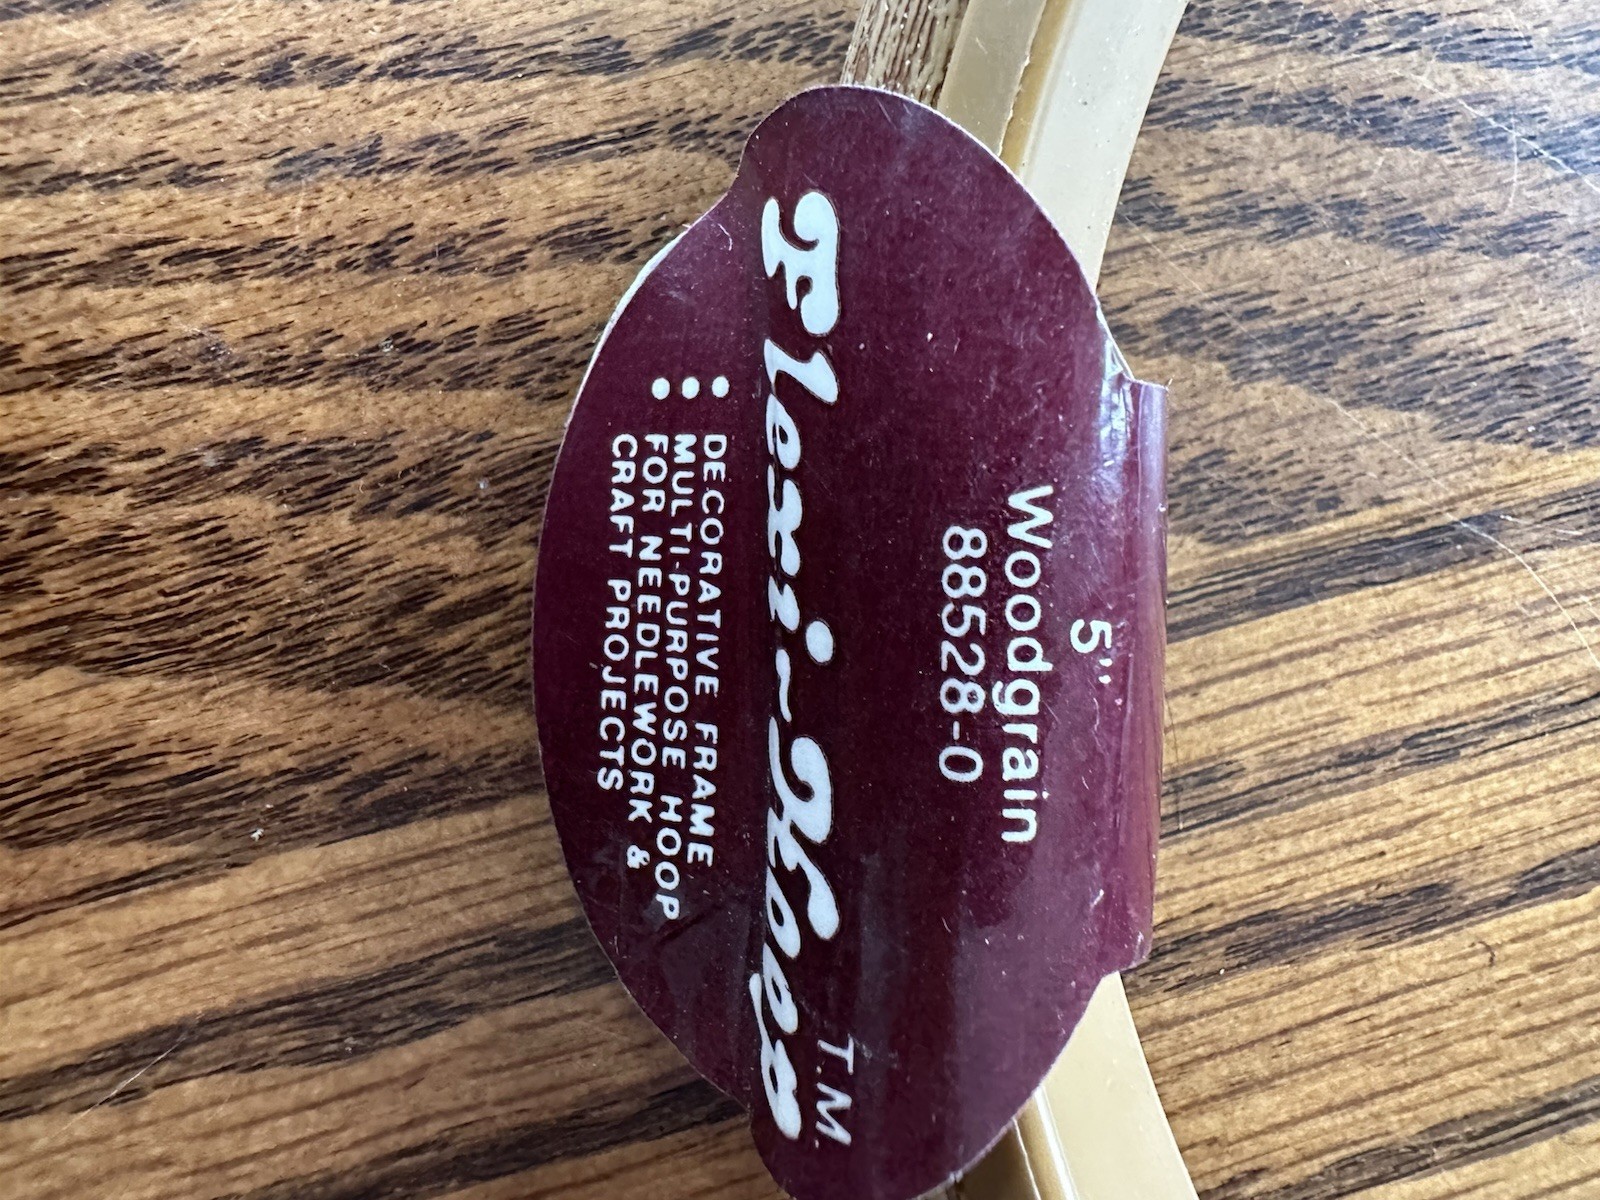 5"
Woodgrain
88528-0
Flexi-Hoop T.M.
• DECORATIVE FRAME
• MULTI-PURPOSE HOOP
• FOR NEEDLEWORK &
CRAFT PROJECTS